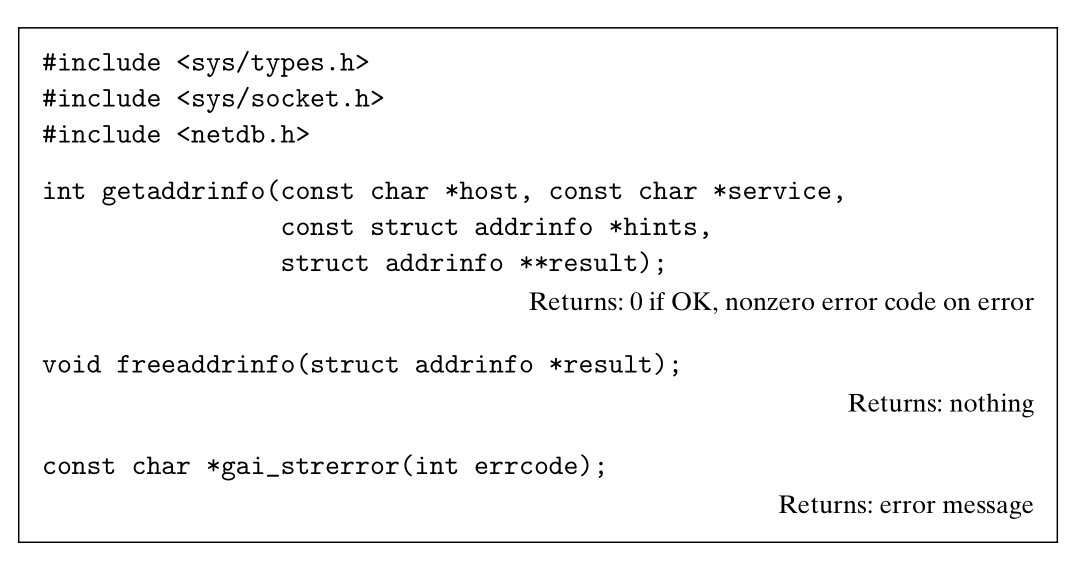 #include <sys/types.h>
#include <sys/socket.h>
#include <netdb.h>
int getaddrinfo(const char *host, const char *service,
const struct addrinfo *hints,
struct addrinfo **result);
Returns: 0 if OK, nonzero error code on error
void freeaddrinfo(struct addrinfo *result);
Returns: nothing
const char *gai_strerror(int errcode);
Returns: error message